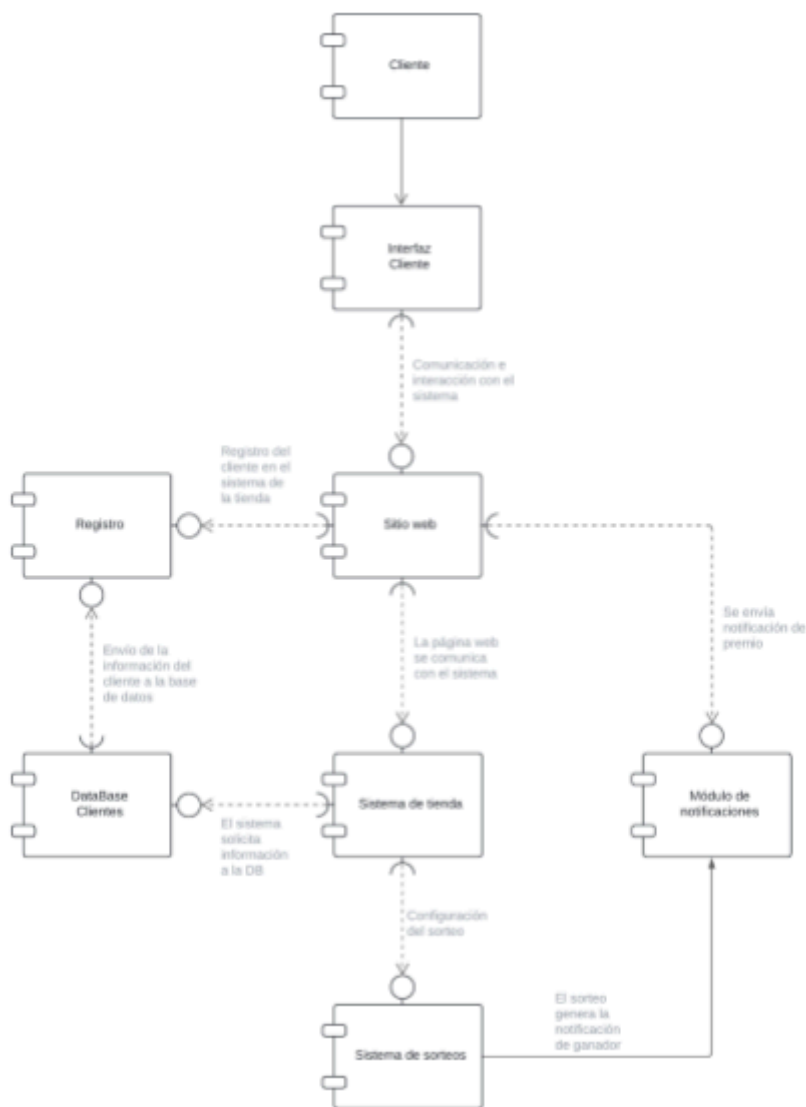 Cliente
Interfaz
Cliente
Comunicación e
interacción con el
sistema
Registro del
cliente en el
sistema de
la tienda
Registro
Sitio web
Envío de la
información del
cliente a la base
de datos
La página web
se comunica
con el sistema
Se envía
notificación de
premio
DataBase
Clientes
Sistema de tienda
Módulo de
notificaciones
El sistema
solicita
información
a la DB
Configuración
del sorteo
Sistema de sorteos
El sorteo
genera la
notificación
de ganador